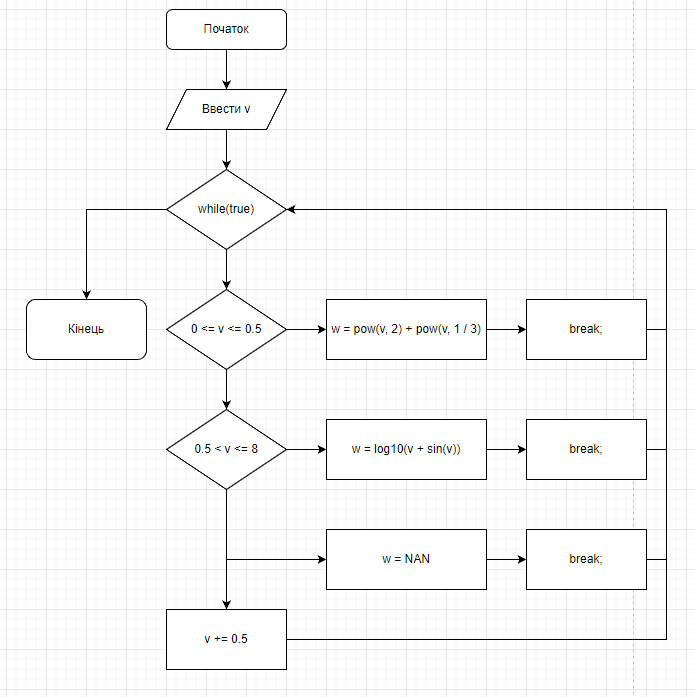 Початок
Ввести v
while(true)
Кінець
0 <= v <= 0.5
w = pow(v, 2) + pow(v, 1 / 3)
break;
0.5 < v <= 8
w = log10(v + sin(v))
break;
w = NAN
break;
v += 0.5